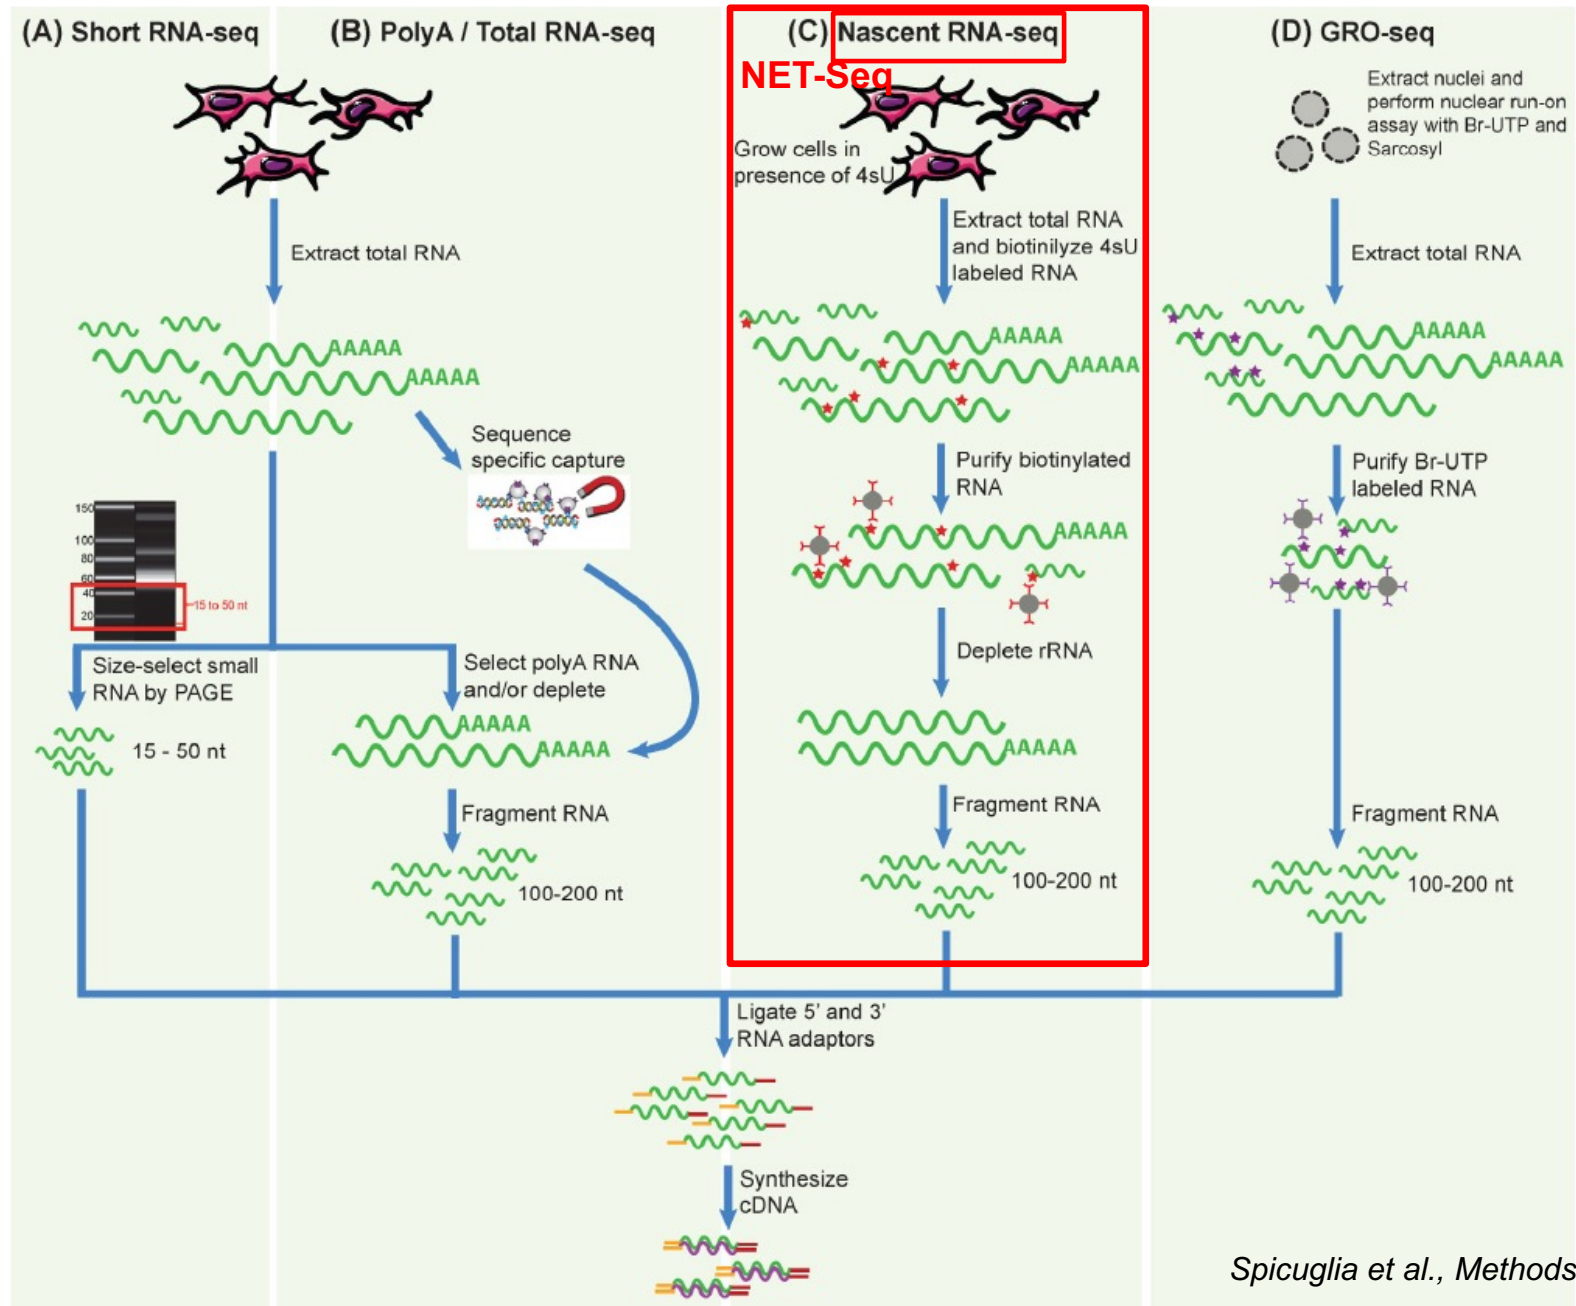 (A) Short RNA-seq
(B) PolyA / Total RNA-seq
(C) Nascent RNA-seq
(D) GRO-seq
NET-Seq
Extract nuclei and
perform nuclear run-on
assay with Br-UTP and
Sarcosyl
Grow cells in
presence of 4sU
Extract total RNA
Extract total RNA
and biotinilyze 4sU
labeled RNA
Extract total RNA
AAAAA
AAAAA
AAAAA
AAAAA
AAAAA
AAAAA
Sequence
specific capture
Purify biotinylated
RNA
Purify Br-UTP
labeled RNA
150
100
80
60
40
20
15 to 50 nt
AAAAA
Size-select small
RNA by PAGE
Select polyA RNA
and/or deplete
Deplete rRNA
15 - 50 nt
AAAAA
AAAAA
AAAAA
Fragment RNA
Fragment RNA
Fragment RNA
100-200 nt
100-200 nt
100-200 nt
Ligate 5’ and 3’
RNA adaptors
Synthesize
cDNA
Spicuglia et al., Methods